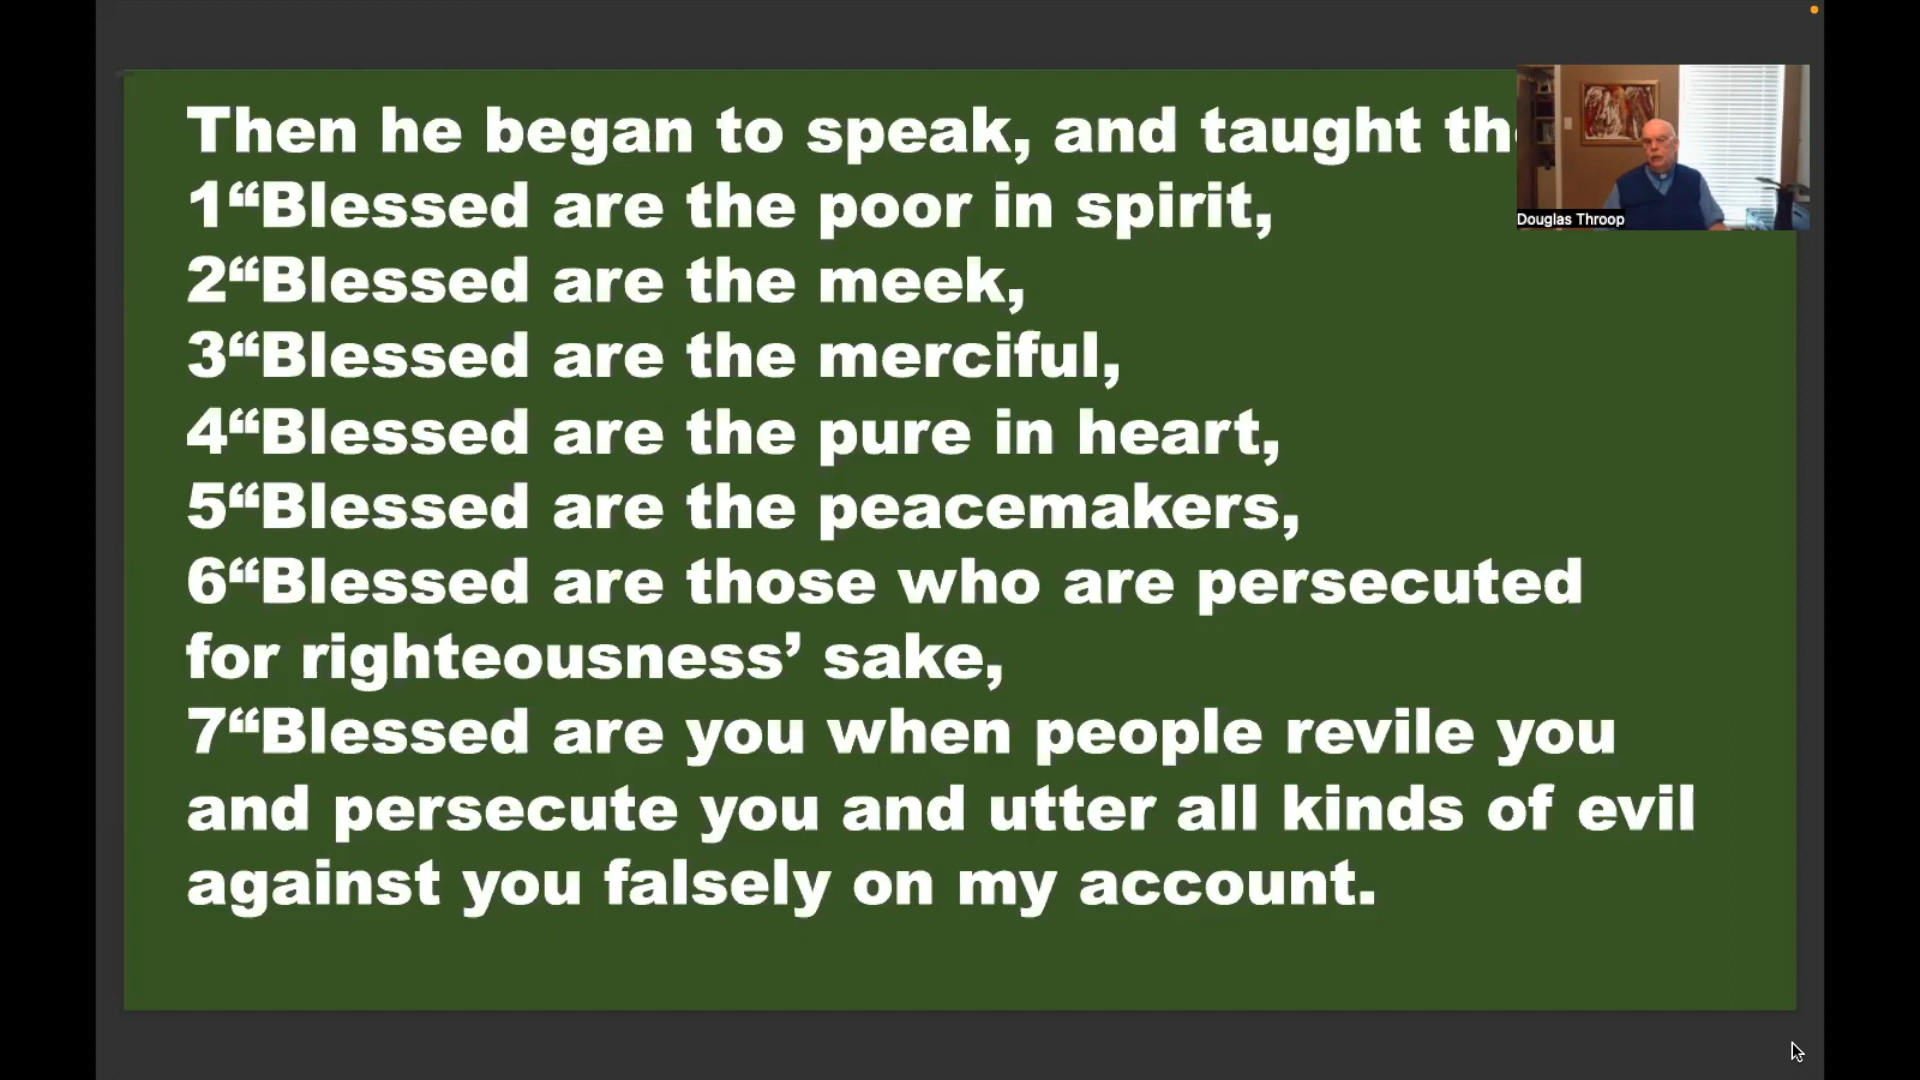 Then he began to speak, and taught
1“Blessed are the poor in spirit,
Douglas Throop
2“Blessed are the meek,
3“Blessed are the merciful,
4“Blessed are the pure in heart,
5“Blessed are the peacemakers,
6“Blessed are those who are persecuted
for righteousness’ sake,
7“Blessed are you when people revile you
and persecute you and utter all kinds of evil
against you falsely on my account.